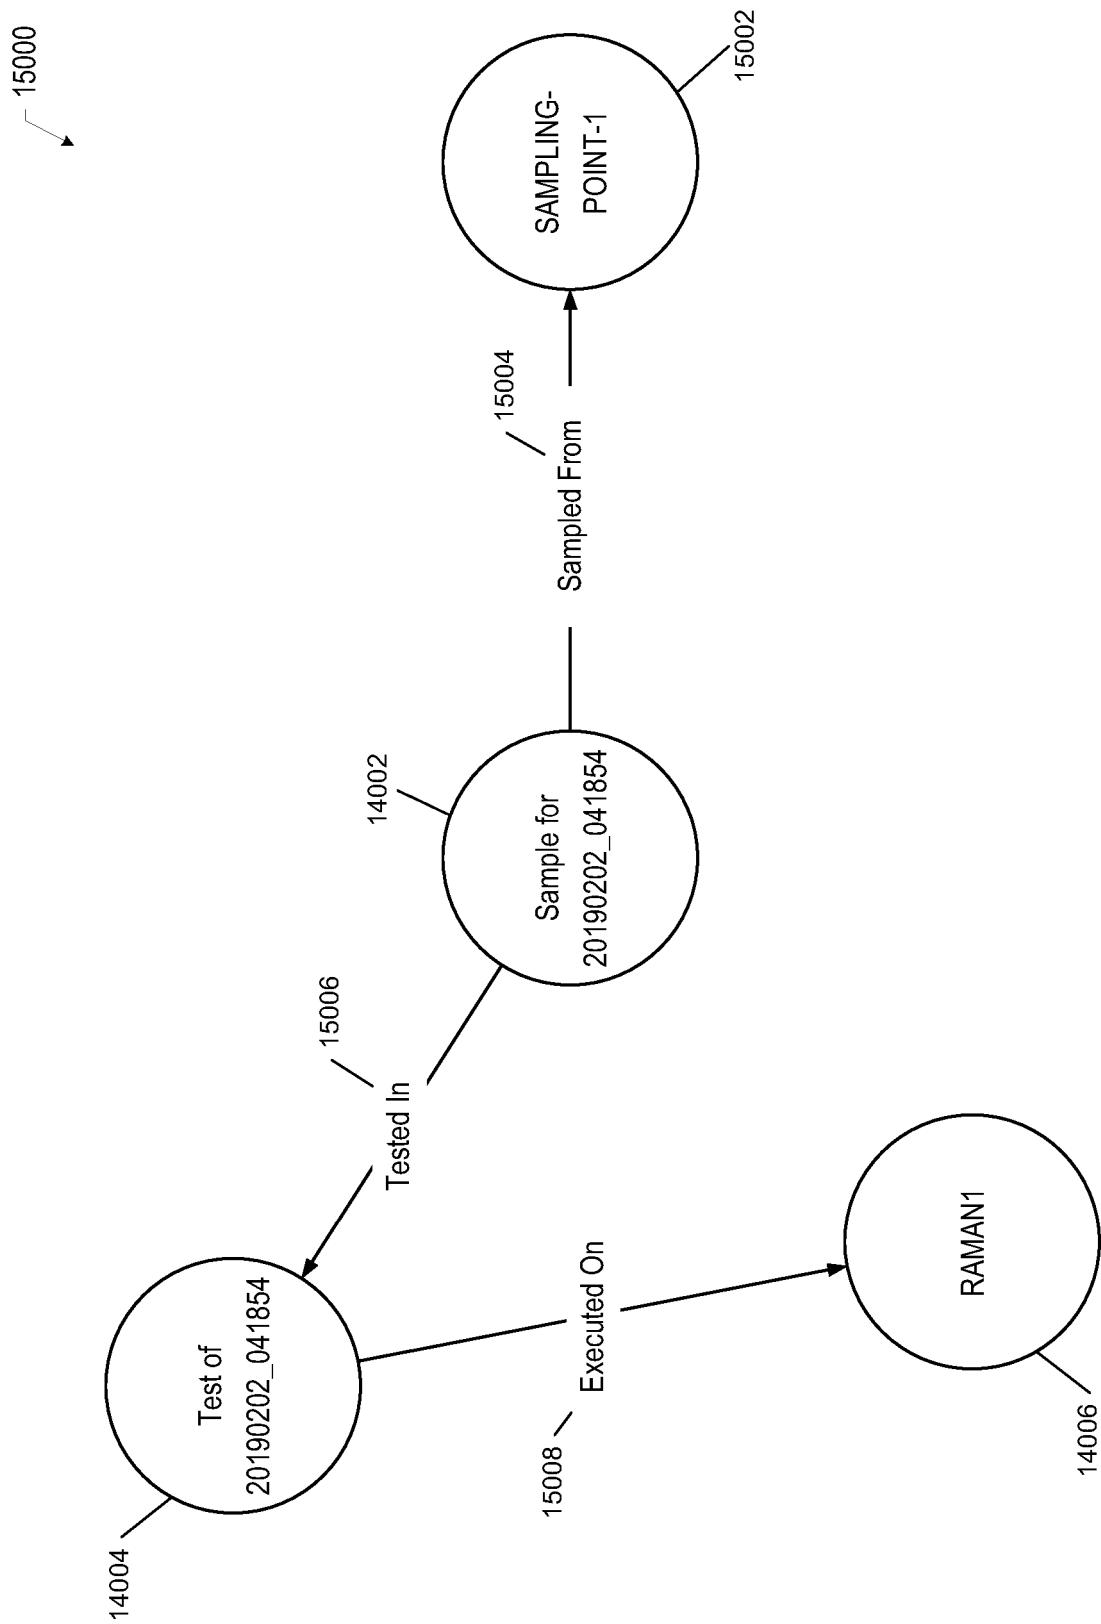 15000
14004
Test of
20190202_041854
15006
Tested In
14002
Sample for
20190202_041854
15004
Sampled From
SAMPLING-
POINT-1
15002
15008
Executed On
RAMAN1
14006